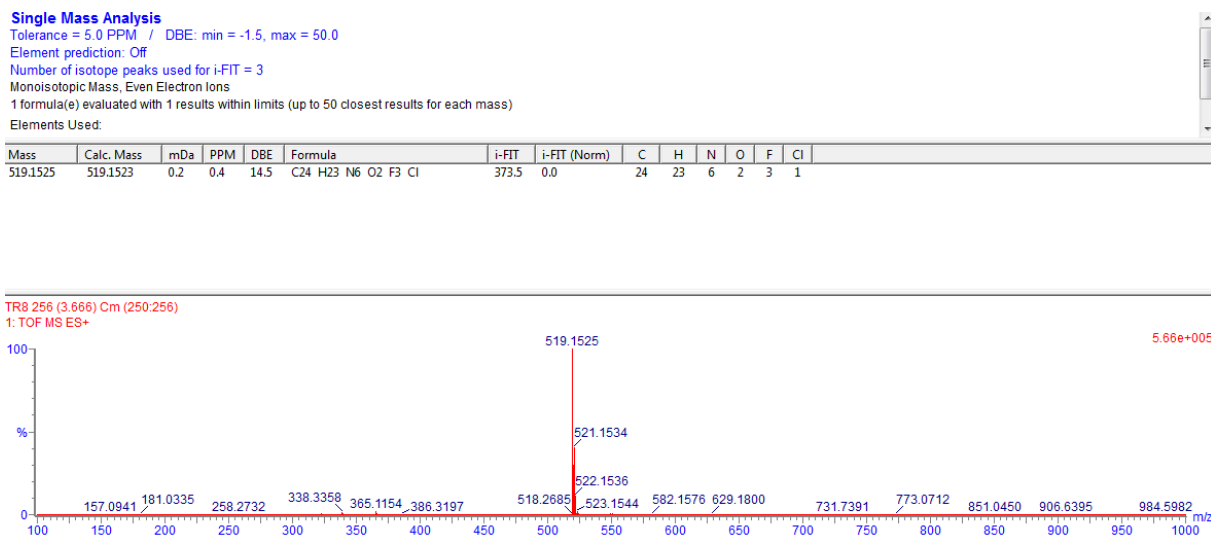 Single Mass Analysis
Tolerance = 5.0 PPM / DBE: min = -1.5, max = 50.0
Element prediction: Off
Number of isotope peaks used for i-FIT = 3
Monoisotopic Mass, Even Electron Ions
1 formula(e) evaluated with 1 results within limits (up to 50 closest results for each mass)
Elements Used:
Mass Calc. Mass mDa PPM DBE Formula i-FIT i-FIT (Norm) C H N O F Cl
519.1525 519.1523 0.2 0.4 14.5 C24 H23 N6 O2 F3 Cl 373.5 0.0 24 23 6 2 3 1
TR8 256 (3.666) Cm (250:256)
1: TOF MS ES+
5.66e+005
519.1525
100
%
521.1534
522.1536
157.0941 181.0335 258.2732 338.3358 365.1154 386.3197 518.2685 523.1544 582.1576 629.1800 731.7391 773.0712 851.0450 906.6395 984.5982
0
100 150 200 250 300 350 400 450 500 550 600 650 700 750 800 850 900 950 1000 m/z